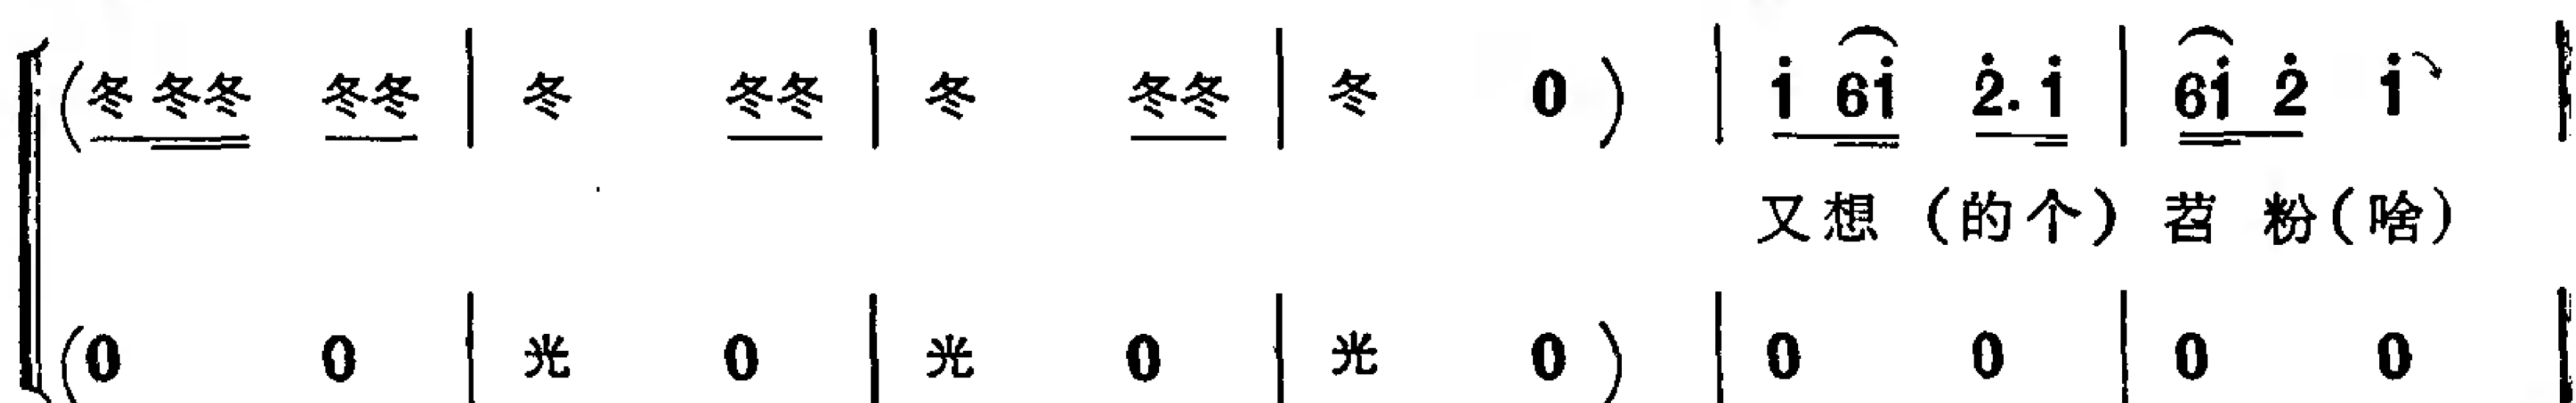 (冬 冬冬 冬冬 | 冬 冬冬 | 冬 冬冬 | 冬 0) | i̇ 6i̇ 2̇. i̇ | 6i̇ 2̇ i̇ |
又想(的个)苕 粉(啥)
(0 0 | 光 0 | 光 0 | 光 0) | 0 0 | 0 0 |